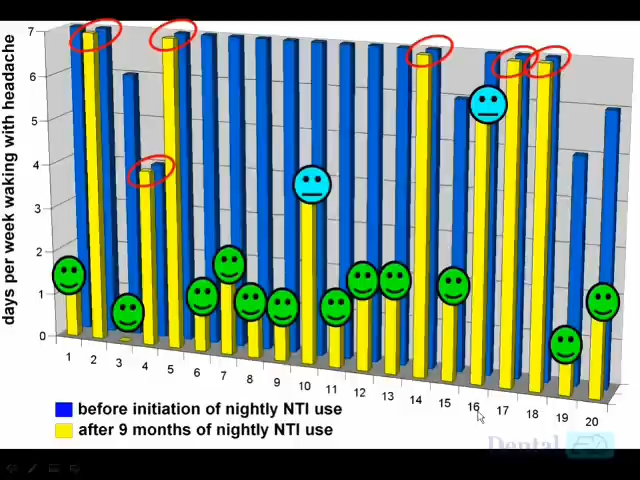 days per week waking with headache
7
6
5
4
3
2
1
0
1 2 3 4 5 6 7 8 9 10 11 12 13 14 15 16 17 18 19 20
before initiation of nightly NTI use
after 9 months of nightly NTI use
Dental